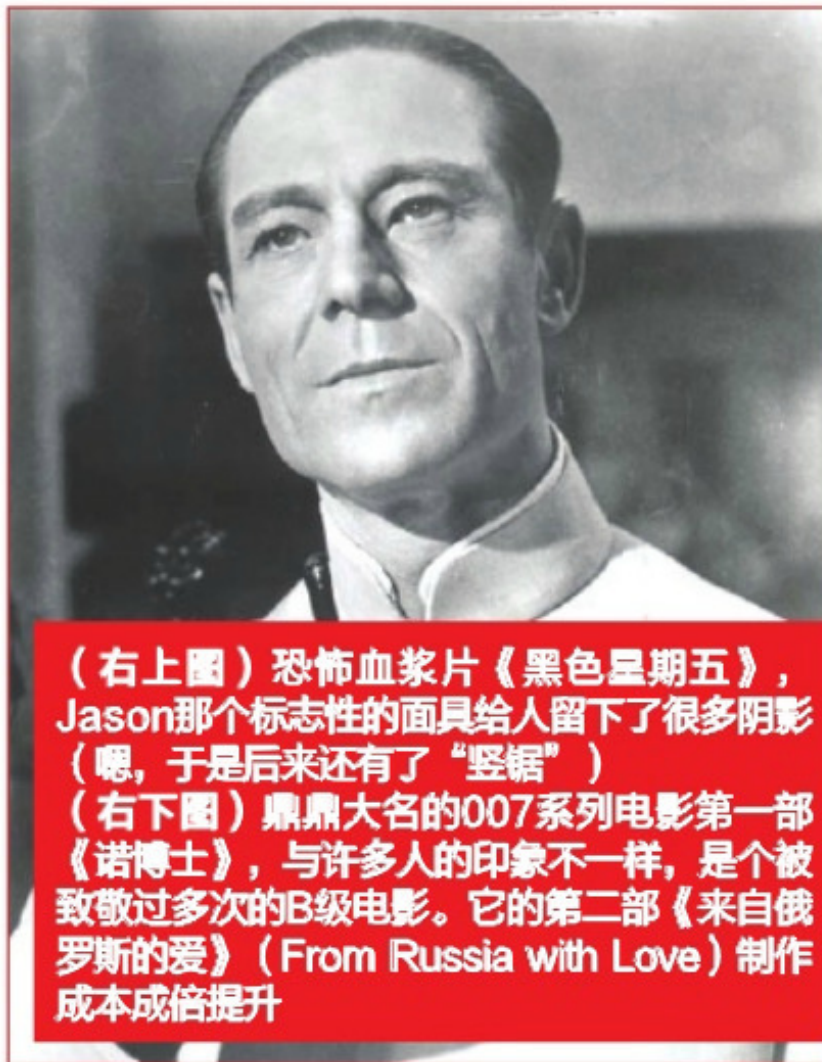 （右上图）恐怖血浆片《黑色星期五》，
Jason那个标志性的面具给人留下了很多阴影
（嗯，于是后来还有了“竖锯”）
（右下图）鼎鼎大名的007系列电影第一部
《诺博士》，与许多人的印象不一样，是个被
致敬过多次的B级电影。它的第二部《来自俄
罗斯的爱》（From Russia with Love）制作
成本成倍提升